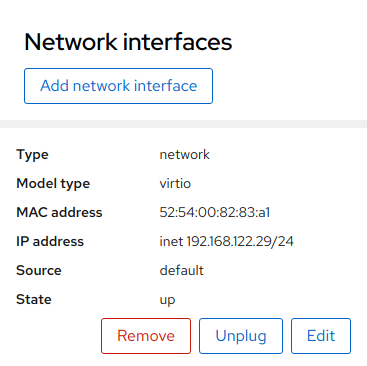 Network interfaces
Add network interface
Type network
Model type virtio
MAC address 52:54:00:82:83:a1
IP address inet 192.168.122.29/24
Source default
State up
Remove Unplug Edit